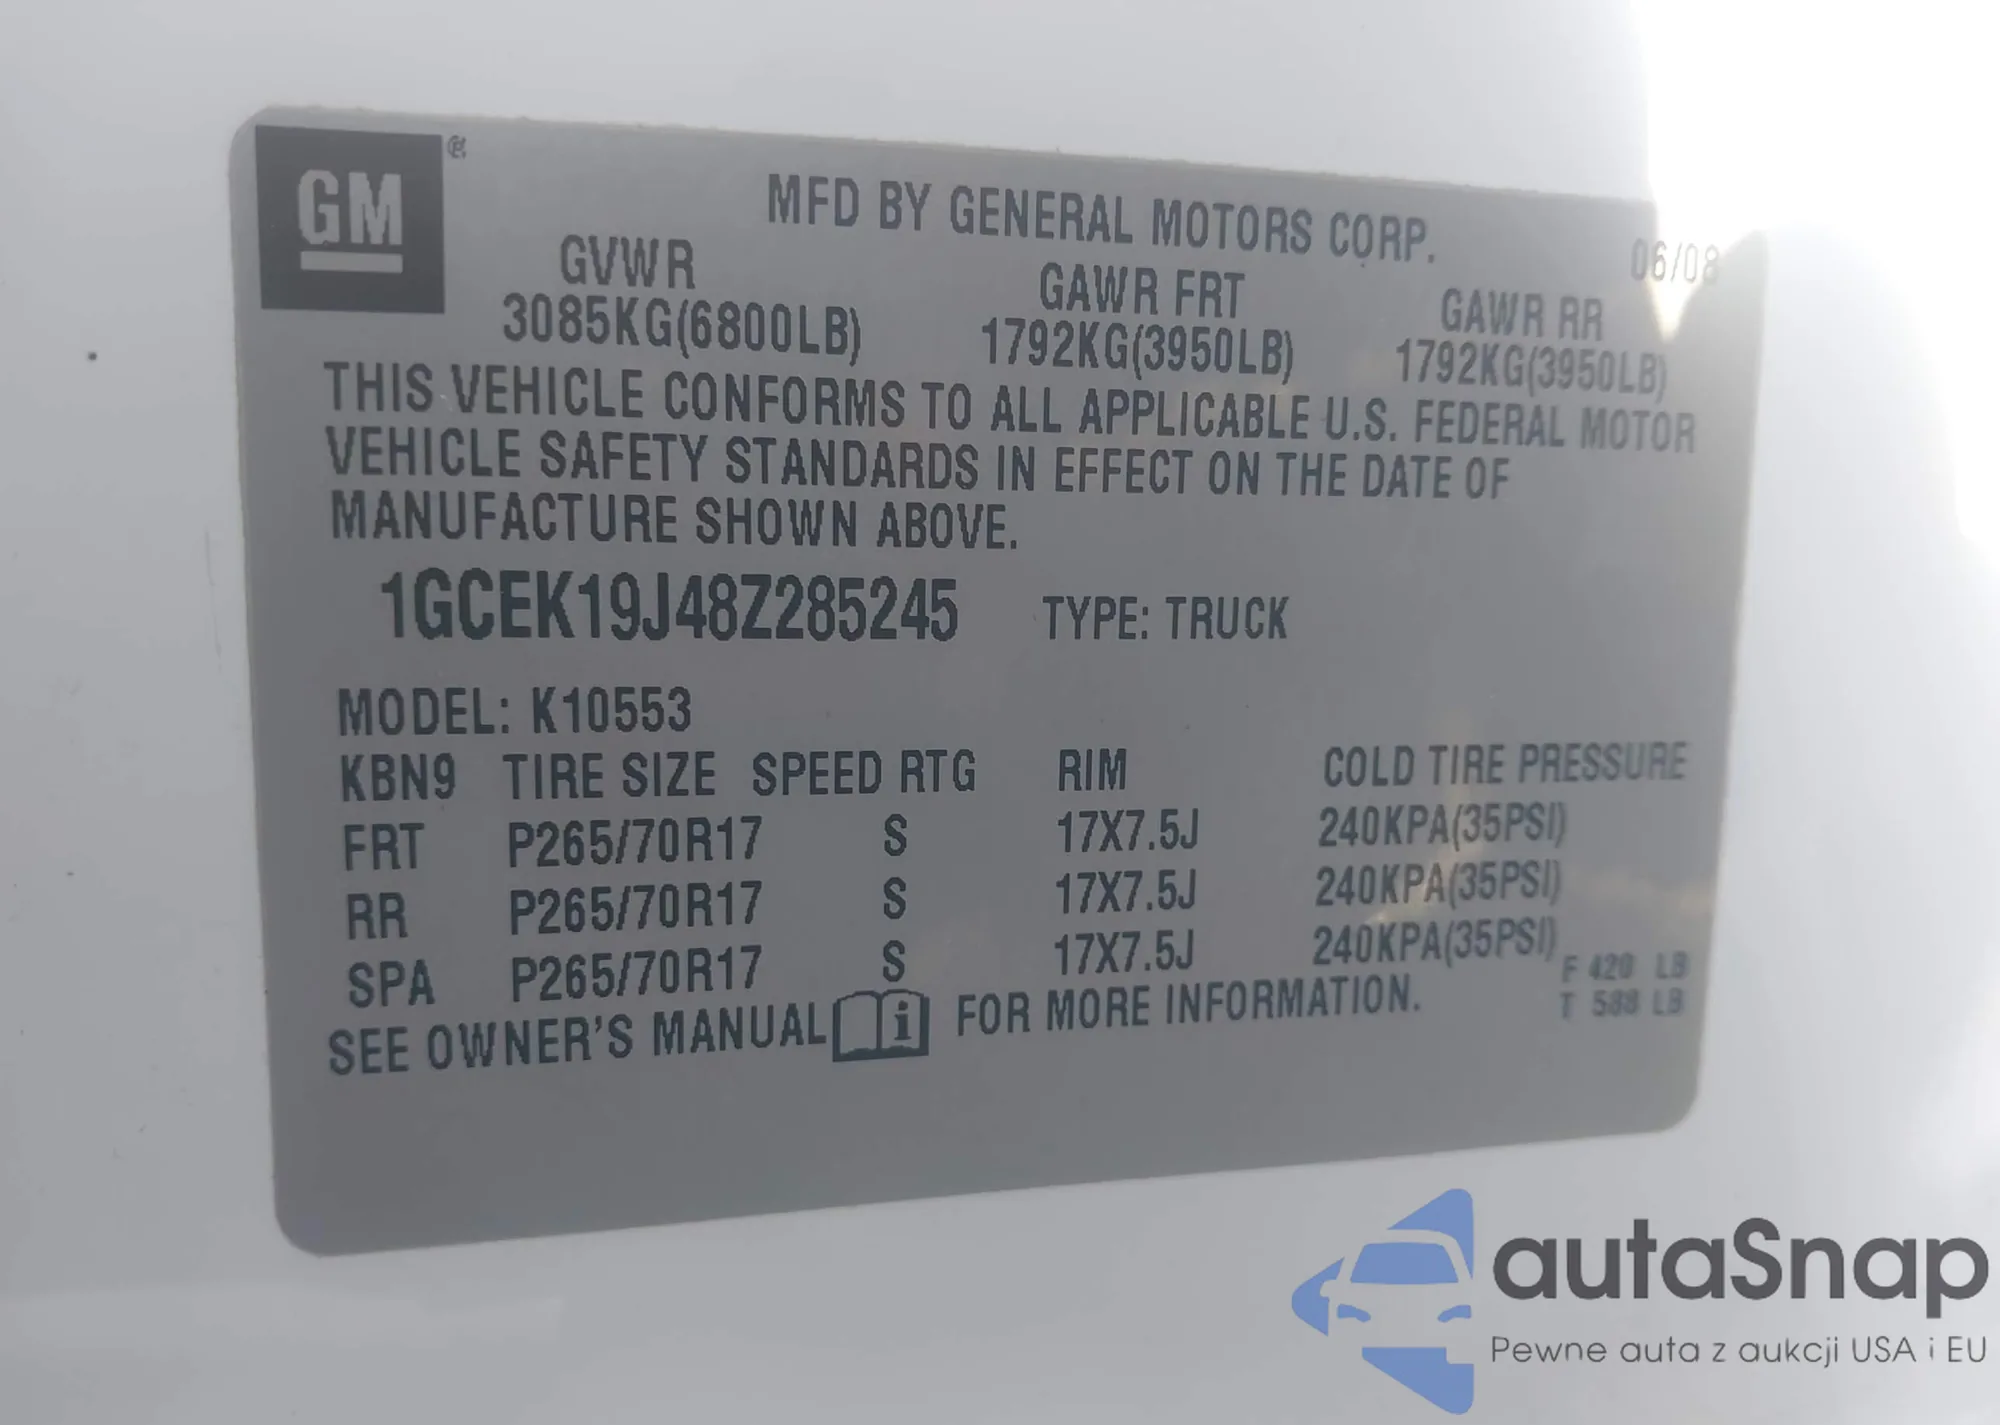 GM ®
MFD BY GENERAL MOTORS CORP.
06/08
GVWR GAWR FRT GAWR RR
3085KG(6800LB) 1792KG(3950LB) 1792KG(3950LB)
THIS VEHICLE CONFORMS TO ALL APPLICABLE U.S. FEDERAL MOTOR
VEHICLE SAFETY STANDARDS IN EFFECT ON THE DATE OF
MANUFACTURE SHOWN ABOVE.
1GCEK19J48Z285245 TYPE: TRUCK
MODEL: K10553
KBN9 TIRE SIZE SPEED RTG RIM COLD TIRE PRESSURE
FRT P265/70R17 S 17X7.5J 240KPA(35PSI)
RR P265/70R17 S 17X7.5J 240KPA(35PSI)
SPA P265/70R17 S 17X7.5J 240KPA(35PSI)
F 420 LB
T 588 LB
SEE OWNER'S MANUAL i FOR MORE INFORMATION.
autaSnap
Pewne auta z aukcji USA i EU